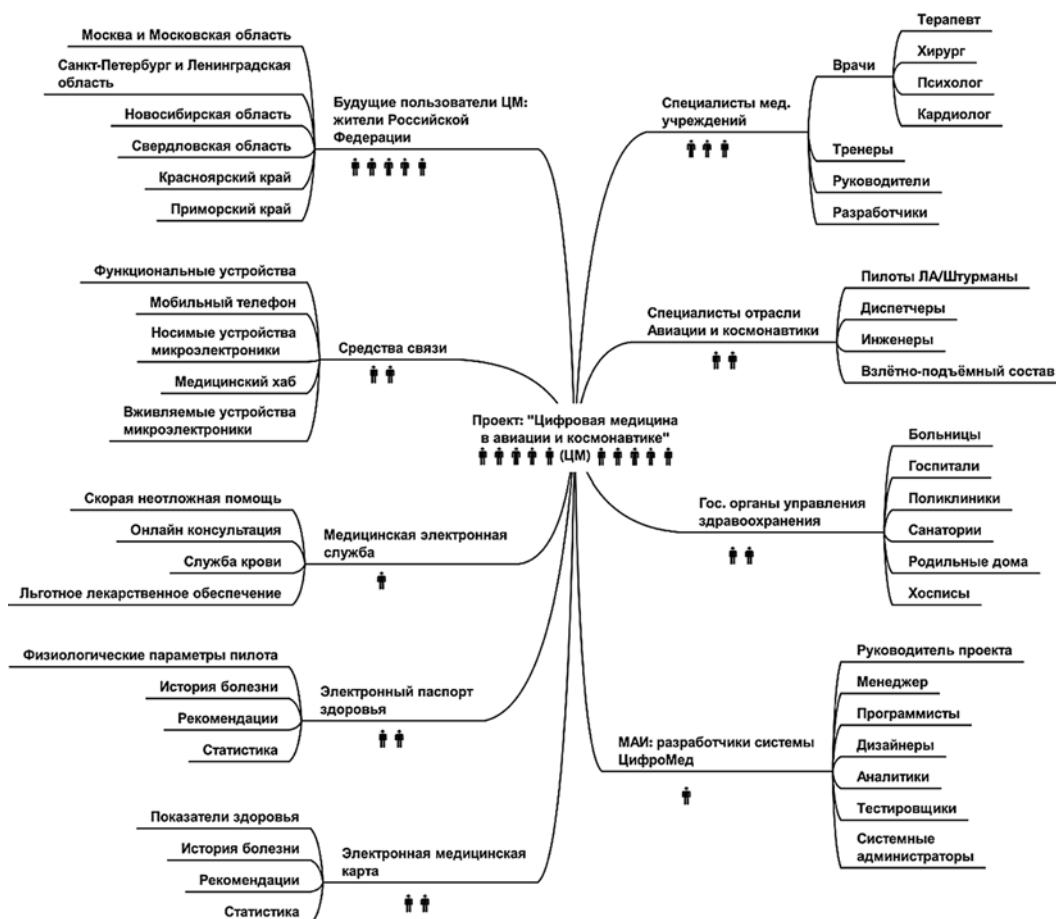 Москва и Московская область
Санкт-Петербург и Ленинградская
область
Новосибирская область
Свердловская область
Красноярский край
Приморский край
Будущие пользователи ЦМ:
жители Российской
Федерации
Функциональные устройства
Мобильный телефон
Носимые устройства
микроэлектроники
Медицинский хаб
Вживляемые устройства
микроэлектроники
Средства связи
Скорая неотложная помощь
Онлайн консультация
Служба крови
Льготное лекарственное обеспечение
Медицинская электронная
служба
Физиологические параметры пилота
История болезни
Рекомендации
Статистика
Электронный паспорт
здоровья
Показатели здоровья
История болезни
Рекомендации
Статистика
Электронная медицинская
карта
Проект: "Цифровая медицина
в авиации и космонавтике"
(ЦМ)
Специалисты мед.
учреждений
Врачи
Терапевт
Хирург
Психолог
Кардиолог
Тренеры
Руководители
Разработчики
Специалисты отрасли
Авиации и космонавтики
Пилоты ЛА/Штурманы
Диспетчеры
Инженеры
Взлётно-подъёмный состав
Гос. органы управления
здравоохранения
Больницы
Госпитали
Поликлиники
Санатории
Родильные дома
Хосписы
МАИ: разработчики системы
ЦифроМед
Руководитель проекта
Менеджер
Программисты
Дизайнеры
Аналитики
Тестировщики
Системные
администраторы